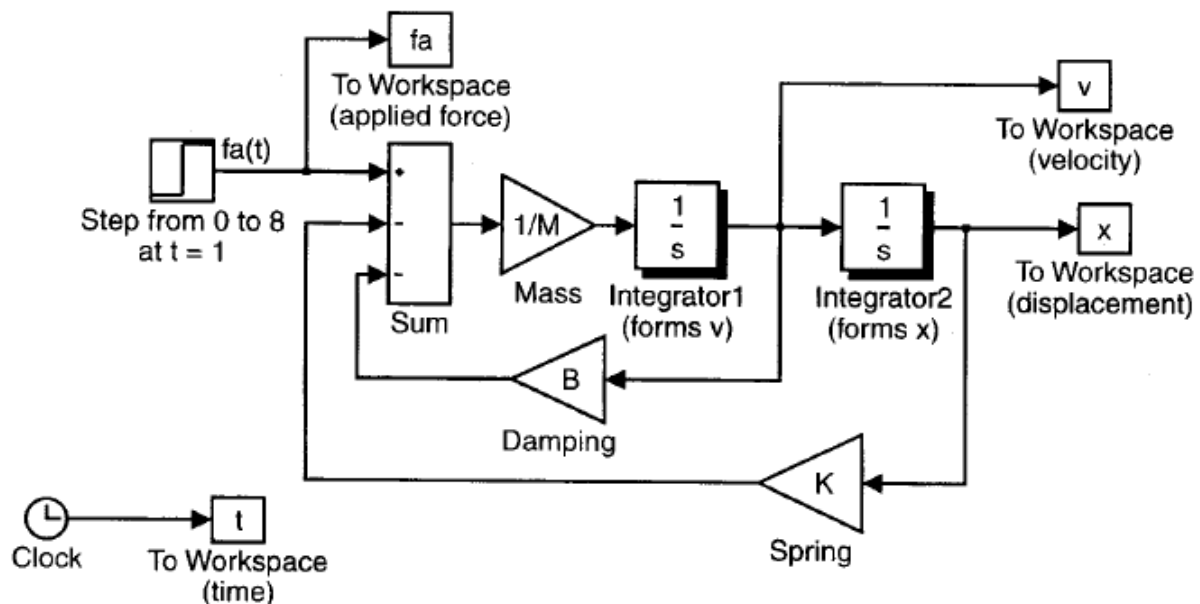 fa
To Workspace
(applied force)
fa(t)
Step from 0 to 8
at t = 1
+
-
-
Sum
1/M
Mass
1
s
Integrator1
(forms v)
1
s
Integrator2
(forms x)
v
To Workspace
(velocity)
x
To Workspace
(displacement)
B
Damping
K
Spring
Clock
t
To Workspace
(time)